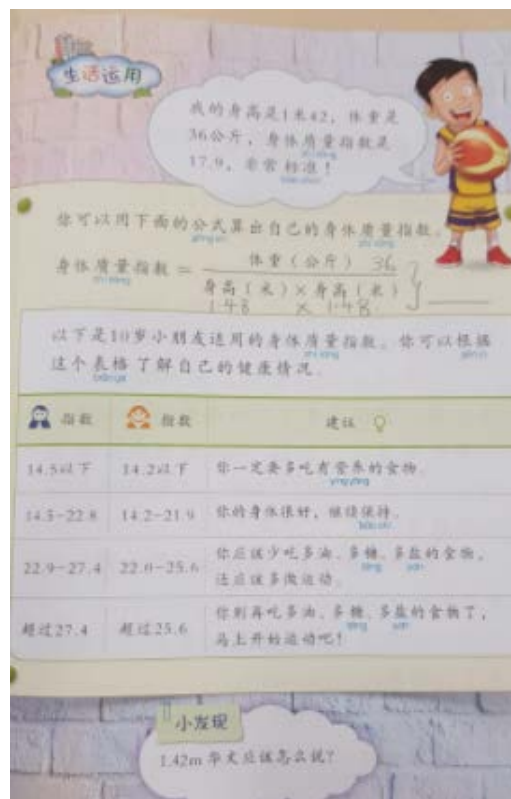 生活运用
我的身高是1米42，体重是
36公斤，身体质量指数是
17.9，非常标准！
你可以用下面的公式算出自己的身体质量指数。
身体质量指数 = 体重（公斤） 36
身高（米）×身高（米）
1.48 × 1.48
以下是10岁小朋友适用的身体质量指数。你可以根据
这个表格了解自己的健康情况。
指数 指数 建议
14.5以下 14.2以下 你一定要多吃有营养的食物。
14.5-22.8 14.2-21.9 你的身体很好，继续保持。
22.9-27.4 22.0-25.6 你应该少吃多油、多糖、多盐的食物，
还应该多做运动。
超过27.4 超过25.6 你别再吃多油、多糖、多盐的食物了，
马上开始运动吧！
小发现
1.42m 华文应该怎么说？